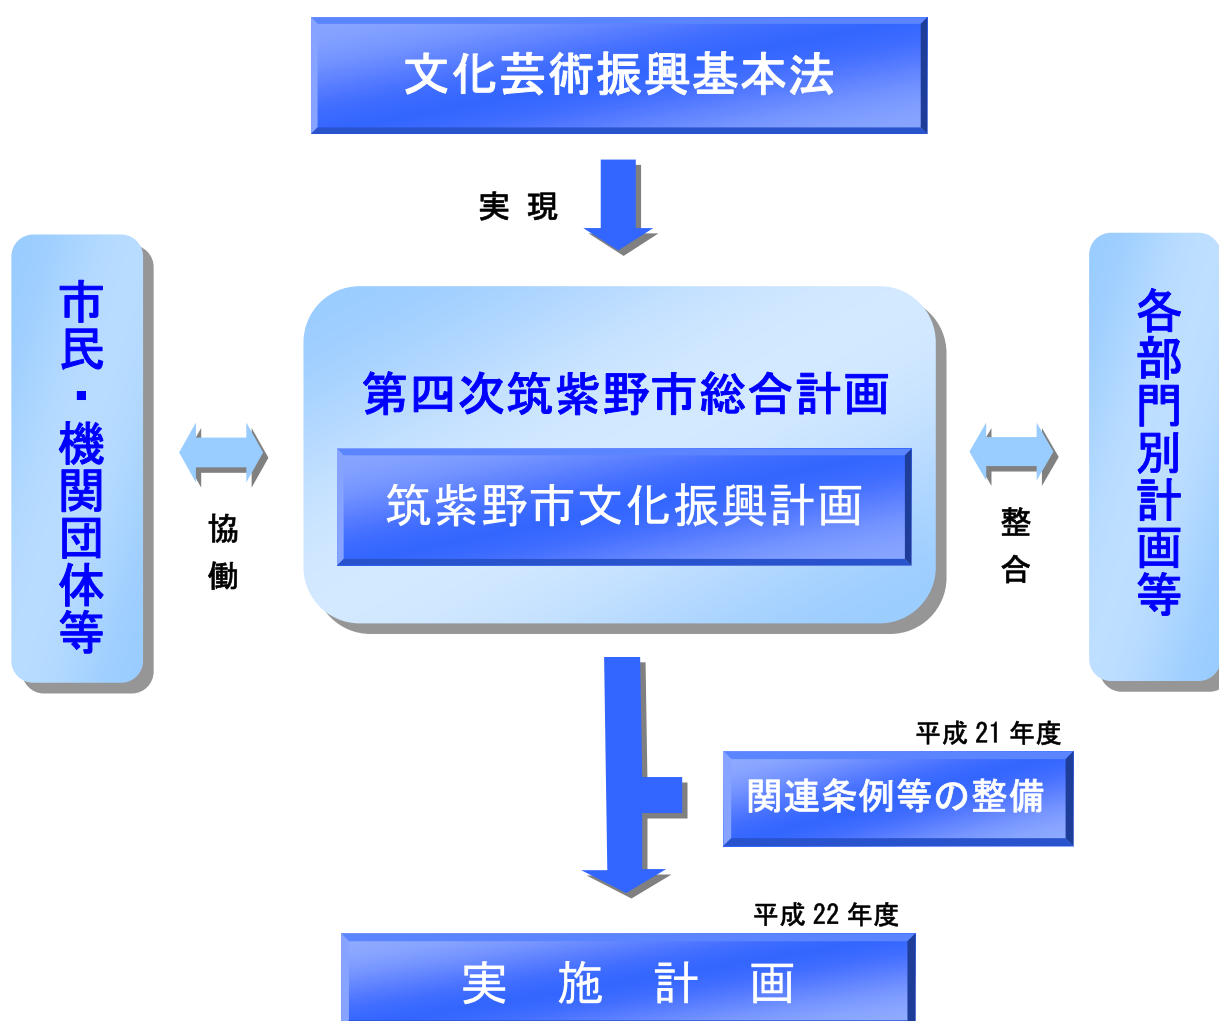 文化芸術振興基本法
実 現
市民・機関団体等
協働
第四次筑紫野市総合計画
筑紫野市文化振興計画
整合
各部門別計画等
平成 21 年度
関連条例等の整備
平成 22 年度
実 施 計 画